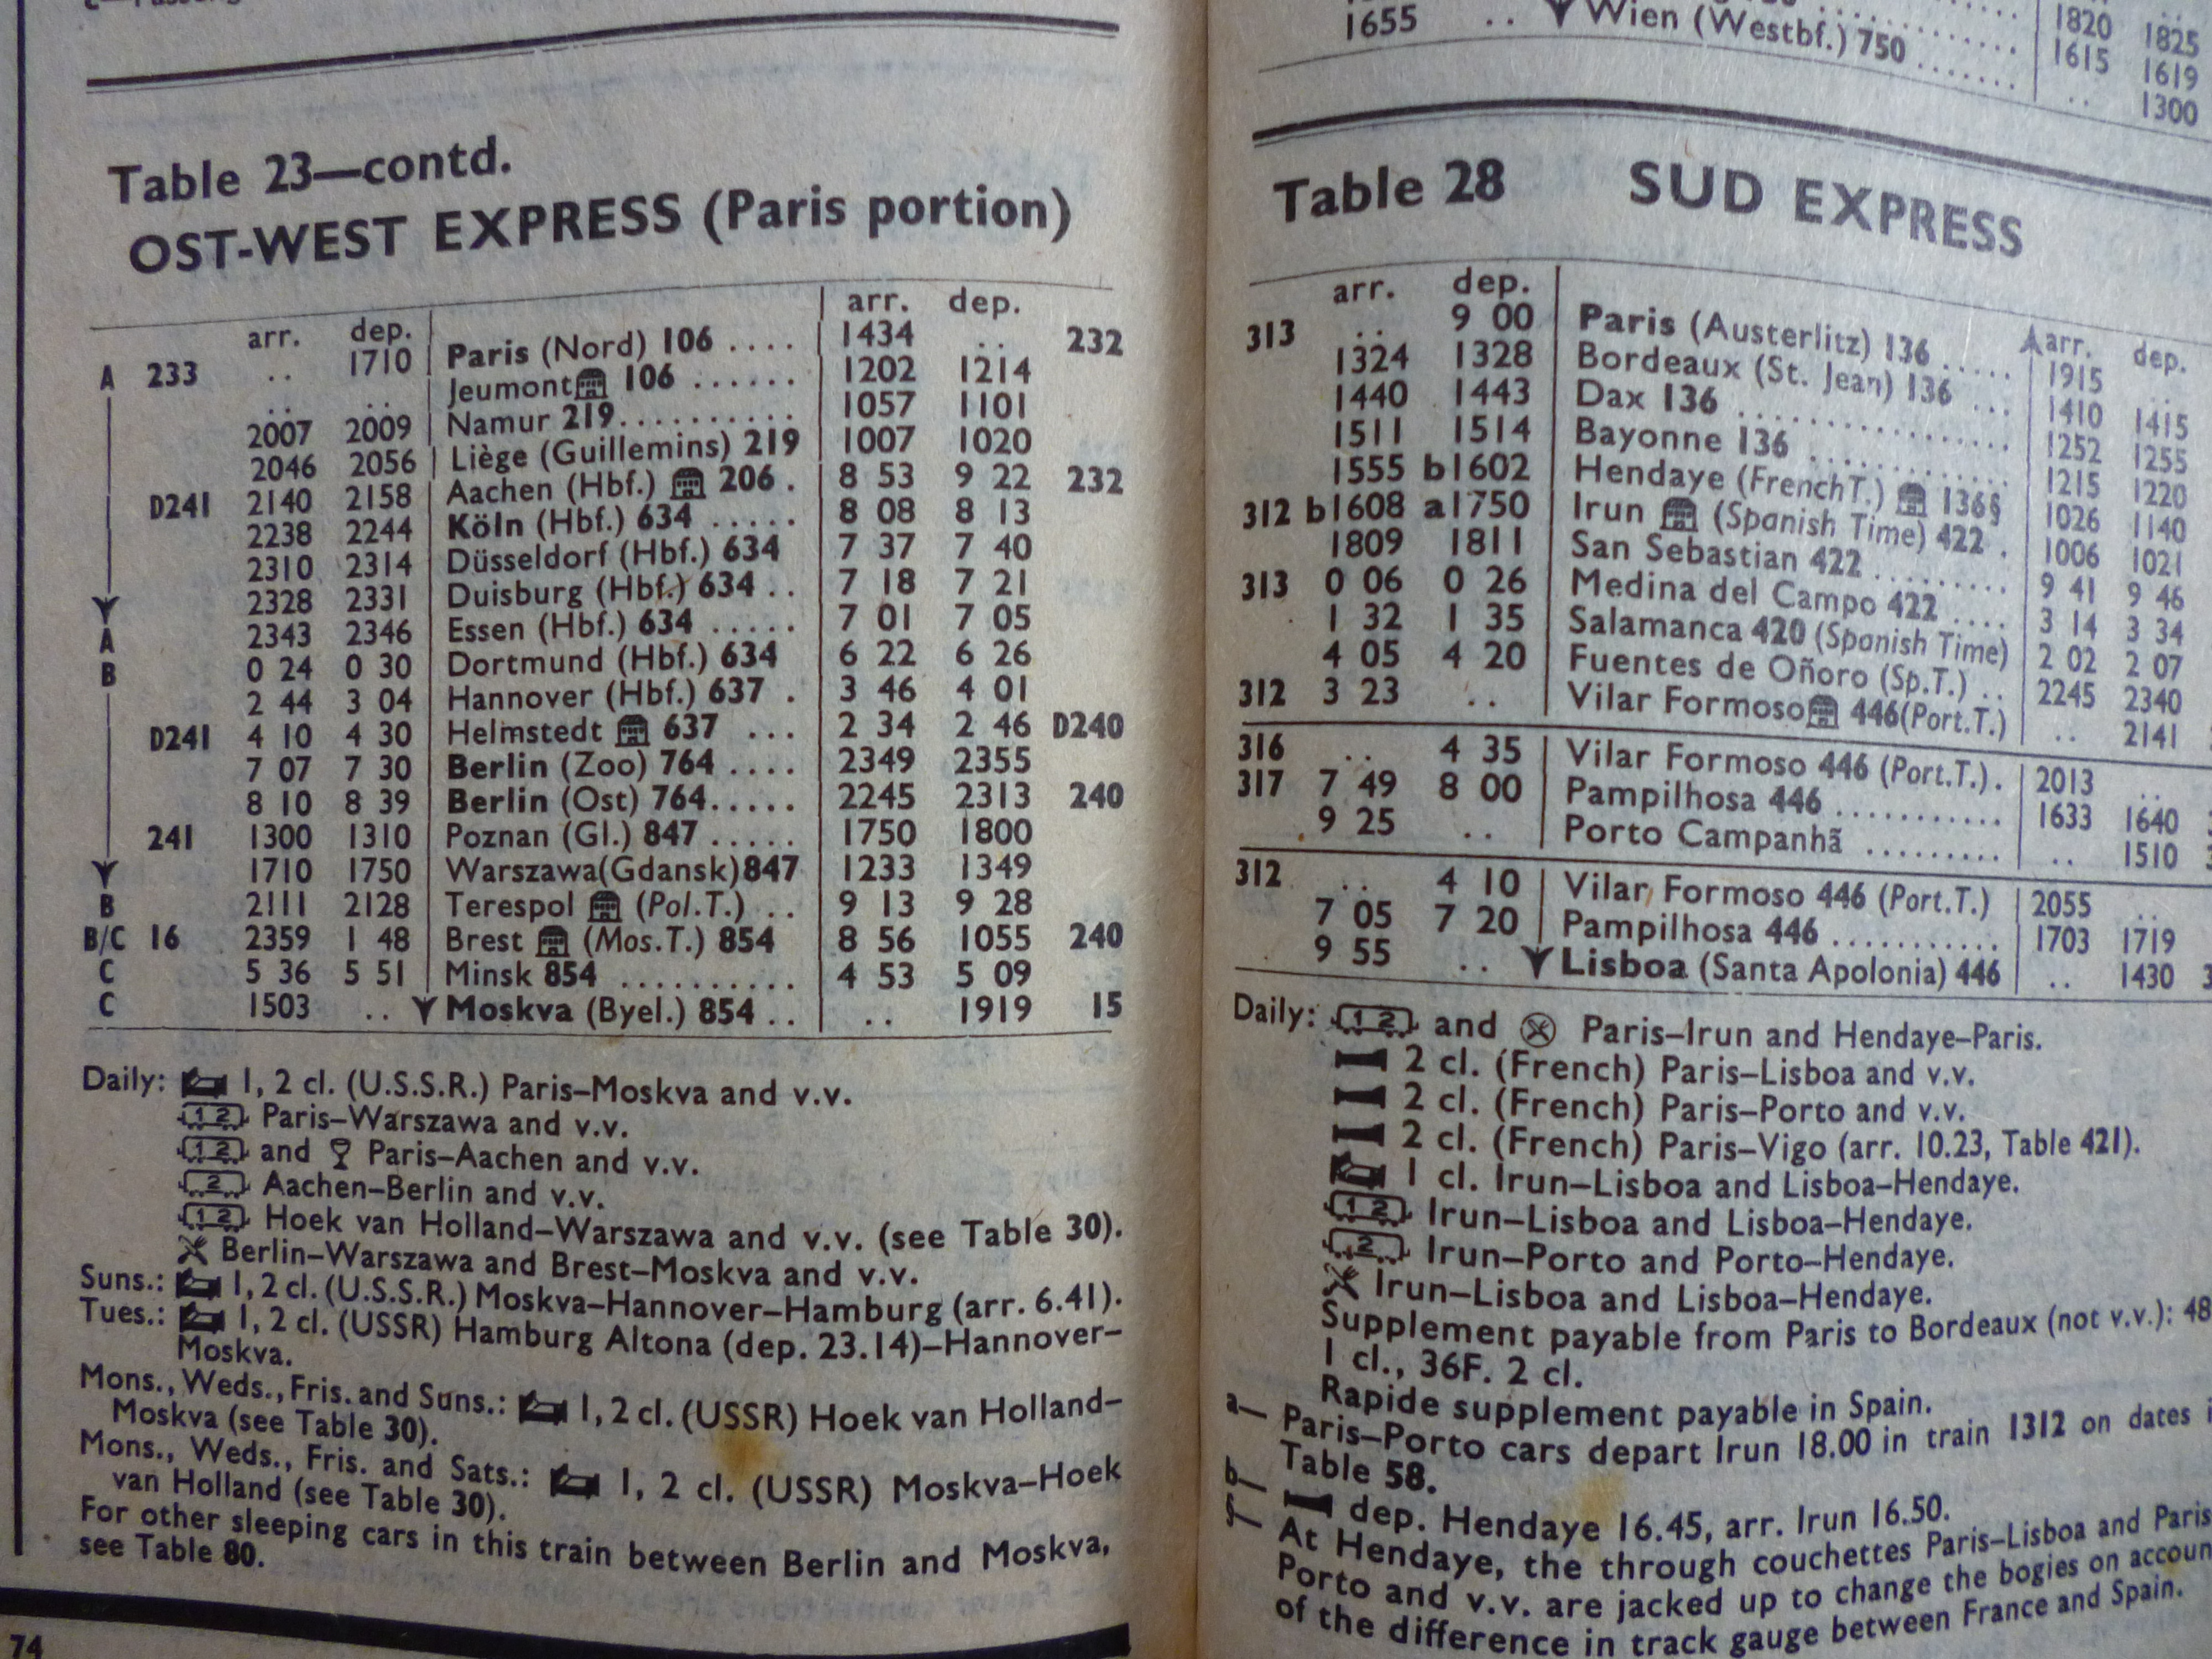 Table 23—contd.
OST-WEST EXPRESS (Paris portion)
arr. dep. arr. dep.
A 233 .. 1710 Paris (Nord) 106 .... 1434 .. 232
.. .. Jeumont 106 ...... 1202 1214
2007 2009 Namur 219.......... 1057 1101
2046 2056 Liège (Guillemins) 219 1007 1020
D241 2140 2158 Aachen (Hbf.) 206 . 8 53 9 22 232
2238 2244 Köln (Hbf.) 634 ..... 8 08 8 13
2310 2314 Düsseldorf (Hbf.) 634 7 37 7 40
2328 2331 Duisburg (Hbf.) 634 .. 7 18 7 21
A 2343 2346 Essen (Hbf.) 634 ..... 7 01 7 05
B 0 24 0 30 Dortmund (Hbf.) 634 6 22 6 26
2 44 3 04 Hannover (Hbf.) 637 . 3 46 4 01
D241 4 10 4 30 Helmstedt 637 ... 2 34 2 46 D240
7 07 7 30 Berlin (Zoo) 764 .... 2349 2355
8 10 8 39 Berlin (Ost) 764..... 2245 2313 240
241 1300 1310 Poznan (Gl.) 847 ...... 1750 1800
1710 1750 Warszawa(Gdansk)847 1233 1349
B 2111 2128 Terespol (Pol.T.) .. 9 13 9 28
B/C 16 2359 1 48 Brest (Mos.T.) 854 8 56 1055 240
C 5 36 5 51 Minsk 854 .......... 4 53 5 09
C 1503 .. Moskva (Byel.) 854 .. .. 1919 15
Daily: 1, 2 cl. (U.S.S.R.) Paris–Moskva and v.v.
1 2 Paris–Warszawa and v.v.
1 2 and Paris–Aachen and v.v.
2 Aachen–Berlin and v.v.
1 2 Hoek van Holland–Warszawa and v.v. (see Table 30).
Berlin–Warszawa and Brest–Moskva and v.v.
Suns.: 1, 2 cl. (U.S.S.R.) Moskva–Hannover–Hamburg (arr. 6.41).
Tues.: 1, 2 cl. (USSR) Hamburg Altona (dep. 23.14)–Hannover–
Moskva.
Mons., Weds., Fris. and Suns.: 1, 2 cl. (USSR) Hoek van Holland–
Moskva (see Table 30).
Mons., Weds., Fris. and Sats.: 1, 2 cl. (USSR) Moskva–Hoek
van Holland (see Table 30).
For other sleeping cars in this train between Berlin and Moskva,
see Table 80.
74
1820 1825
1655 .. Wien (Westbf.) 750 ....... 1615 1619
.. 1300
Table 28 SUD EXPRESS
arr. dep. arr. dep.
313 .. 9 00 Paris (Austerlitz) 136 ..... 1915 ..
1324 1328 Bordeaux (St. Jean) 136 ... 1410 1415
1440 1443 Dax 136 ............... 1252 1255
1511 1514 Bayonne 136 ............ 1215 1220
1555 b1602 Hendaye (French T.) 136§ 1026 1140
312 b1608 a1750 Irun (Spanish Time) 422 . 1006 1021
1809 1811 San Sebastian 422 ......... 9 41 9 46
313 0 06 0 26 Medina del Campo 422 .... 3 14 3 34
1 32 1 35 Salamanca 420 (Spanish Time) 2 02 2 07
4 05 4 20 Fuentes de Oñoro (Sp.T.) .. 2245 2340
312 3 23 .. Vilar Formoso 446(Port.T.) .. 2141
316 .. 4 35 Vilar Formoso 446 (Port.T.). 2013 ..
317 7 49 8 00 Pampilhosa 446 ........... 1633 1640
9 25 .. Porto Campanhã ......... .. 1510
312 .. 4 10 Vilar Formoso 446 (Port.T.) 2055 ..
7 05 7 20 Pampilhosa 446 ........... 1703 1719
9 55 .. Lisboa (Santa Apolonia) 446 .. 1430
Daily: 1 2 and Paris–Irun and Hendaye–Paris.
2 cl. (French) Paris–Lisboa and v.v.
2 cl. (French) Paris–Porto and v.v.
2 cl. (French) Paris–Vigo (arr. 10.23, Table 421).
1 cl. Irun–Lisboa and Lisboa–Hendaye.
1 2 Irun–Lisboa and Lisboa–Hendaye.
2 Irun–Porto and Porto–Hendaye.
Irun–Lisboa and Lisboa–Hendaye.
Supplement payable from Paris to Bordeaux (not v.v.): 48
1 cl., 36F. 2 cl.
Rapide supplement payable in Spain.
a— Paris–Porto cars depart Irun 18.00 in train 1312 on dates
Table 58.
b— dep. Hendaye 16.45, arr. Irun 16.50.
At Hendaye, the through couchettes Paris–Lisboa and Paris
Porto and v.v. are jacked up to change the bogies on accoun
of the difference in track gauge between France and Spain.